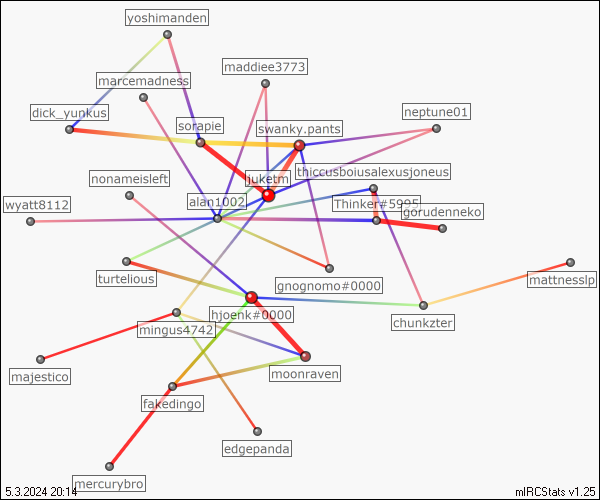 yoshimanden
maddiee3773
marcemadness
neptune01
dick_yunkus
sorapie
swanky.pants
thiccusboiusalexusjoneus
nonameisleft
juketm
alan1002
Thinker#5995
wyatt8112
gorudenneko
turtelious
gnognomo#0000
mattnesslp
hjoenk#0000
chunkzter
mingus4742
majestico
moonraven
fakedingo
edgepanda
mercurybro
5.3.2024 20:14
mIRCStats v1.25